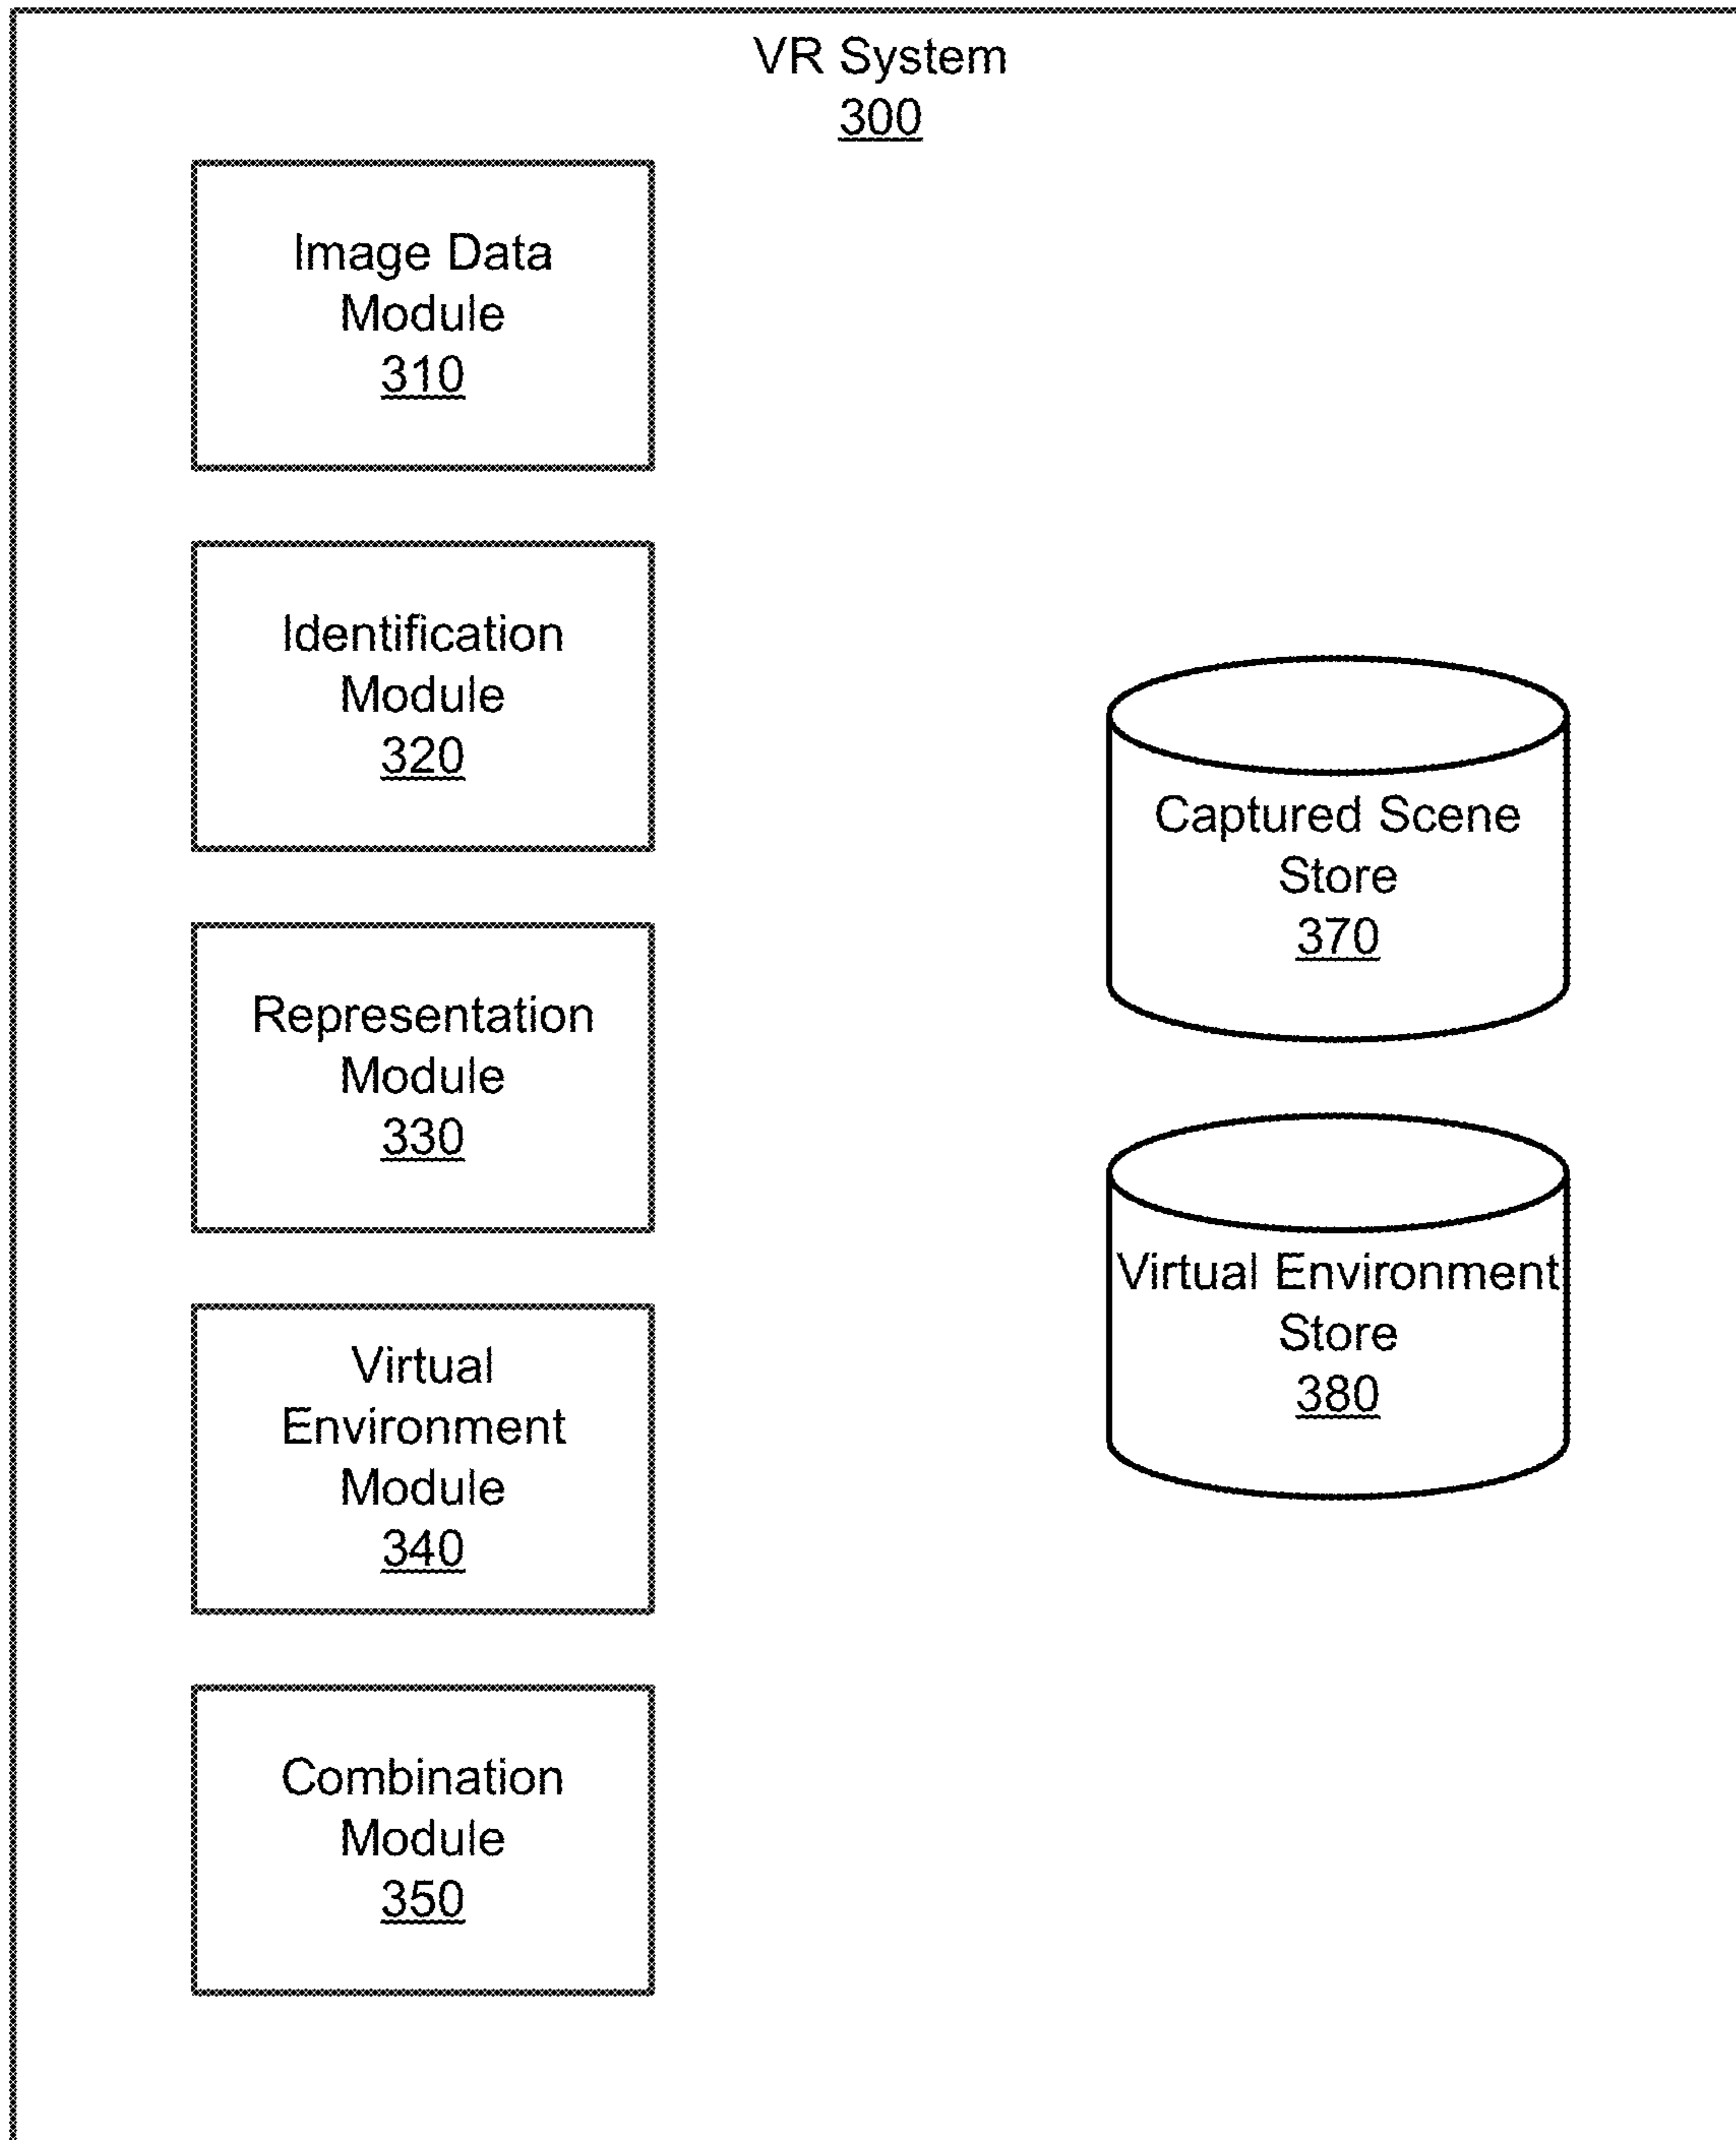 VR System
300
Image Data
Module
310
Identification
Module
320
Representation
Module
330
Virtual
Environment
Module
340
Combination
Module
350
Captured Scene
Store
370
Virtual Environment
Store
380